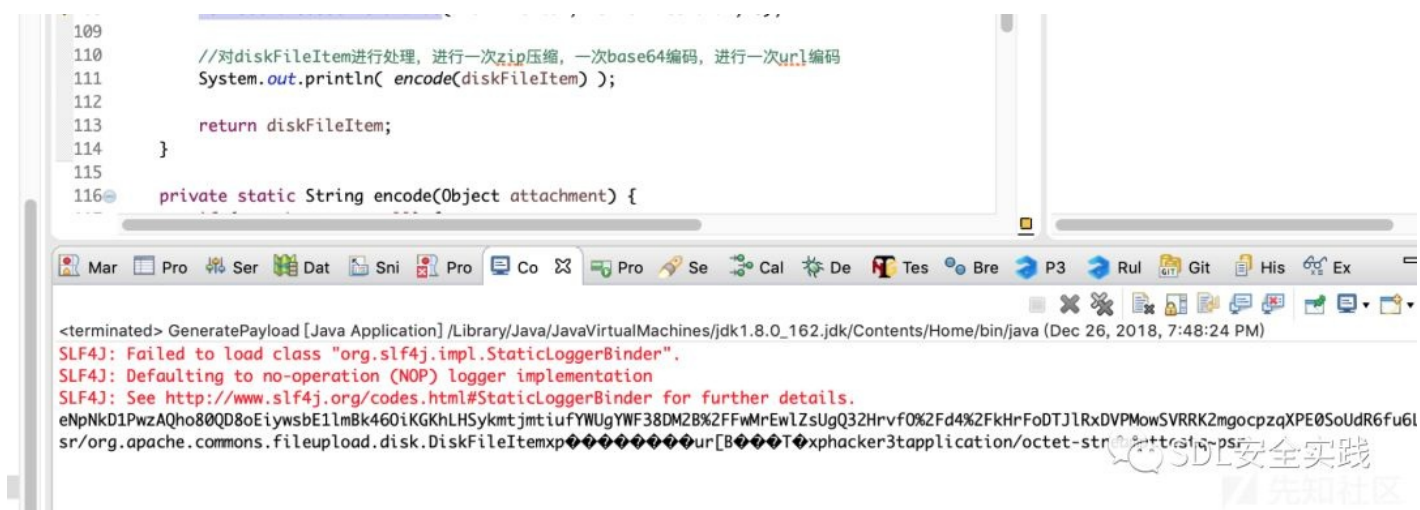 109
110 //对diskFileItem进行处理，进行一次zip压缩，一次base64编码，进行一次url编码
111 System.out.println( encode(diskFileItem) );
112
113 return diskFileItem;
114 }
115
116 private static String encode(Object attachment) {
Mar Pro Ser Dat Sni Pro Co Pro Se Cal De Tes Bre P3 Rul Git His Ex
<terminated> GeneratePayload [Java Application] /Library/Java/JavaVirtualMachines/jdk1.8.0_162.jdk/Contents/Home/bin/java (Dec 26, 2018, 7:48:24 PM)
SLF4J: Failed to load class "org.slf4j.impl.StaticLoggerBinder".
SLF4J: Defaulting to no-operation (NOP) logger implementation
SLF4J: See http://www.slf4j.org/codes.html#StaticLoggerBinder for further details.
eNpNkD1PwzAQho80QD8oEiywsbE1lmBk46OiKGKhLHSykmtjmtiufYWUgYWF38DM2B%2FFwMrEwlZsUgQ32HrvfO%2Fd4%2FkHrFoDTJlRxDVPMowSVRRK2mgocpzqXPE0SoUdR6fu6L
sr/org.apache.commons.fileupload.disk.DiskFileItemxp��������ur[B���T�xphacker3tapplication/octet-stream
SDL安全实践
先知社区